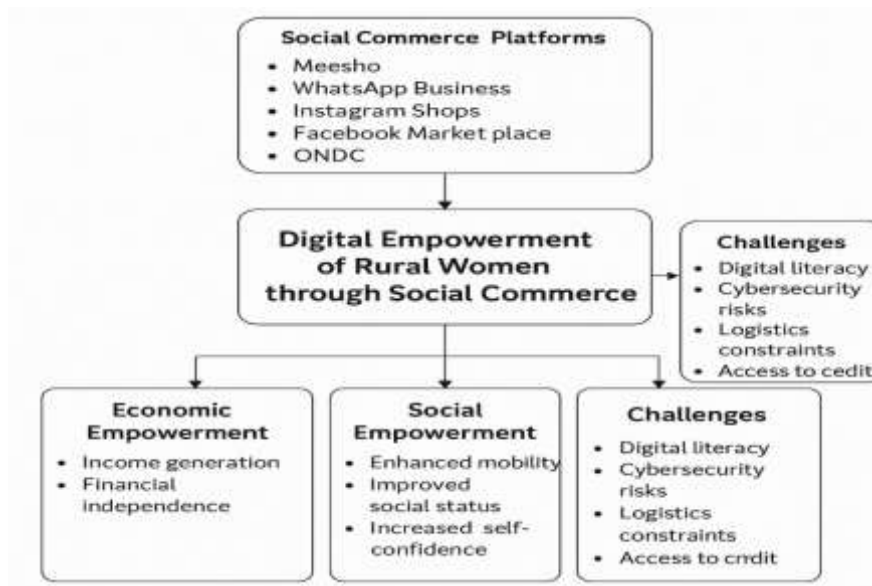 Social Commerce Platforms
• Meesho
• WhatsApp Business
• Instagram Shops
• Facebook Market place
• ONDC
Digital Empowerment
of Rural Women
through Social Commerce
Challenges
• Digital literacy
• Cybersecurity
risks
• Logistics
constraints
• Access to cedit
Economic
Empowerment
• Income generation
• Financial
independence
Social
Empowerment
• Enhanced mobility
• Improved
social status
• Increased self-
confidence
Challenges
• Digital literacy
• Cybersecurity
risks
• Logistics
constraints
• Access to cmdit